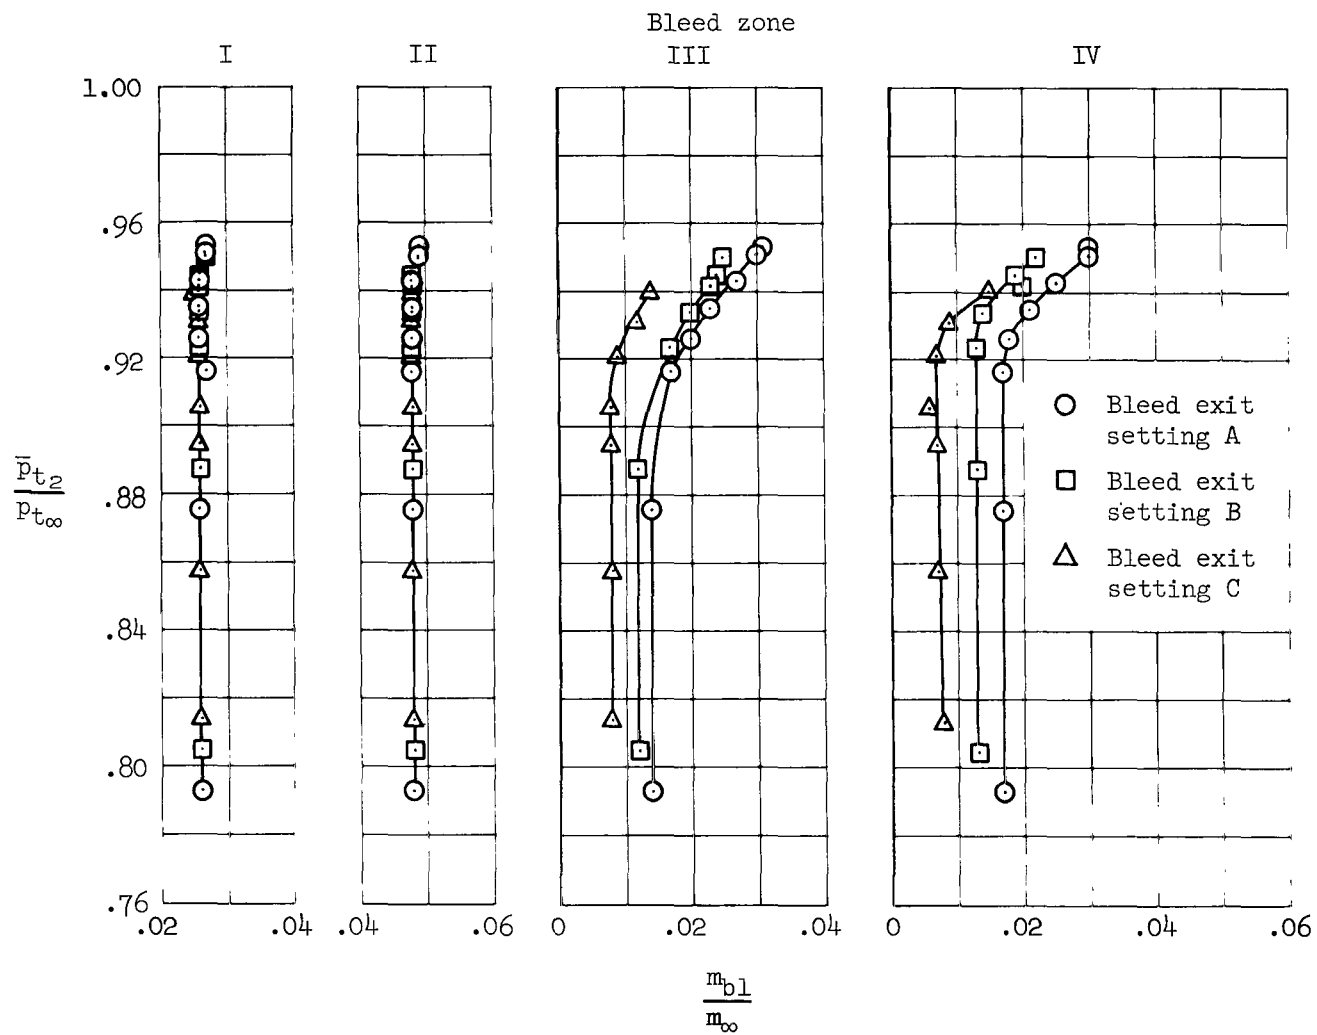 Bleed zone
I II III IV
1.00
.96
.92
.88
.84
.80
.76
p̄t2
pt∞
Bleed exit
setting A
Bleed exit
setting B
Bleed exit
setting C
.02 .04 .04 .06 0 .02 .04 0 .02 .04 .06
mbl
m∞